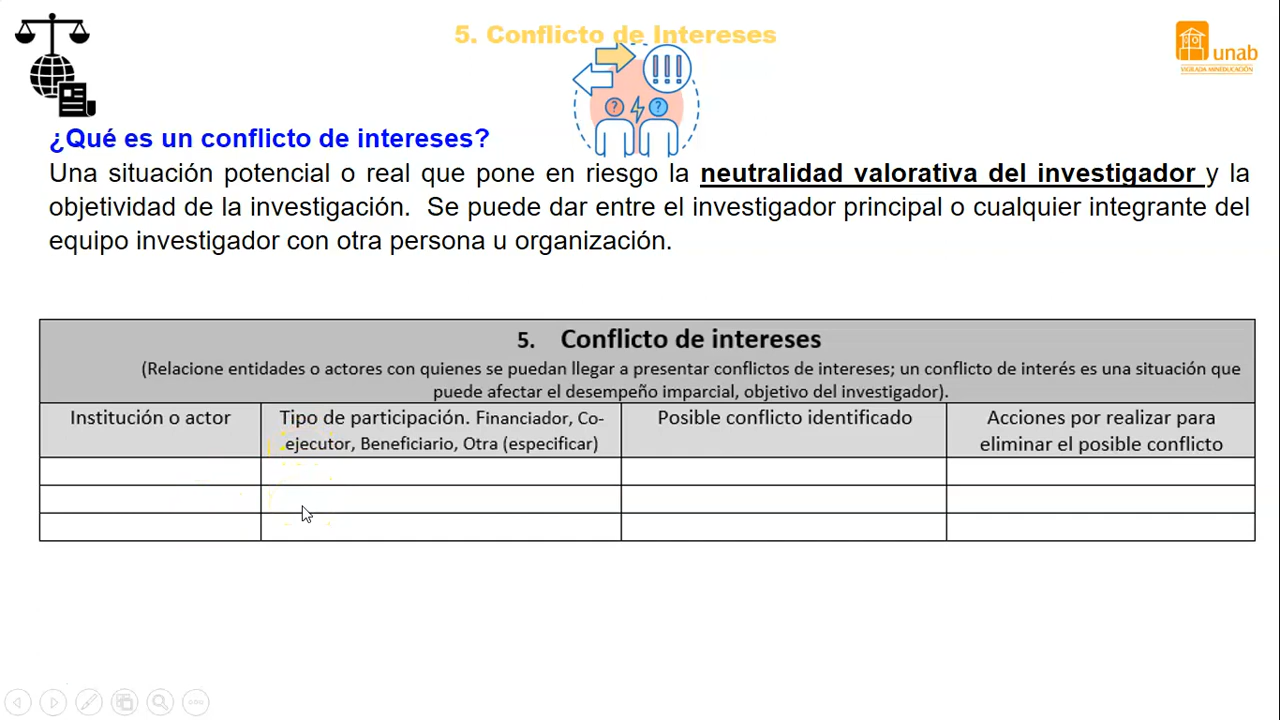 5. Conflicto de Intereses
unab
VIGILADA MINEDUCACIÓN
¿Qué es un conflicto de intereses?
Una situación potencial o real que pone en riesgo la neutralidad valorativa del investigador y la
objetividad de la investigación. Se puede dar entre el investigador principal o cualquier integrante del
equipo investigador con otra persona u organización.
5. Conflicto de intereses
(Relacione entidades o actores con quienes se puedan llegar a presentar conflictos de intereses; un conflicto de interés es una situación que
puede afectar el desempeño imparcial, objetivo del investigador).
Institución o actor
Tipo de participación. Financiador, Co-
ejecutor, Beneficiario, Otra (especificar)
Posible conflicto identificado
Acciones por realizar para
eliminar el posible conflicto